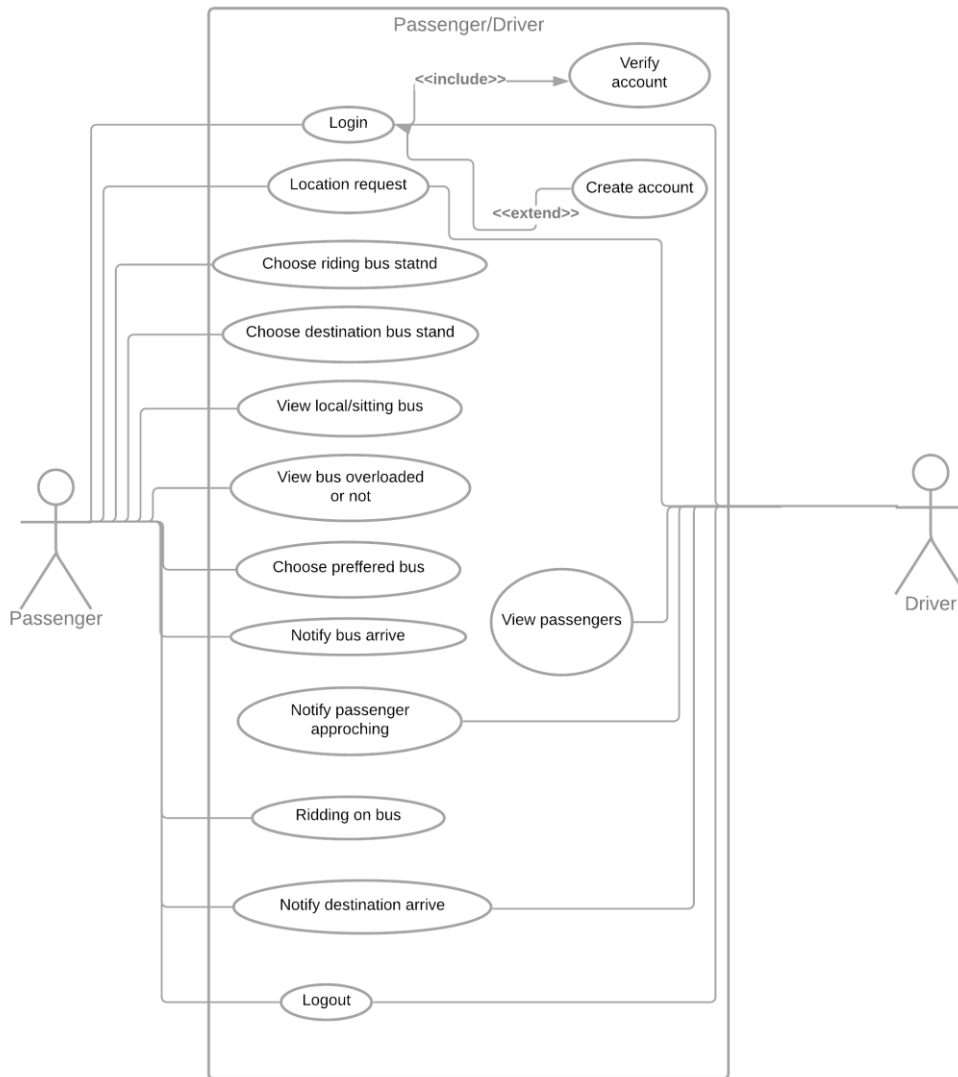 Passenger/Driver
Verify
account
<<include>>
Login
Location request
Create account
<<extend>>
Choose riding bus statnd
Choose destination bus stand
View local/sitting bus
View bus overloaded
or not
Choose preffered bus
Passenger
Driver
View passengers
Notify bus arrive
Notify passenger
approching
Ridding on bus
Notify destination arrive
Logout